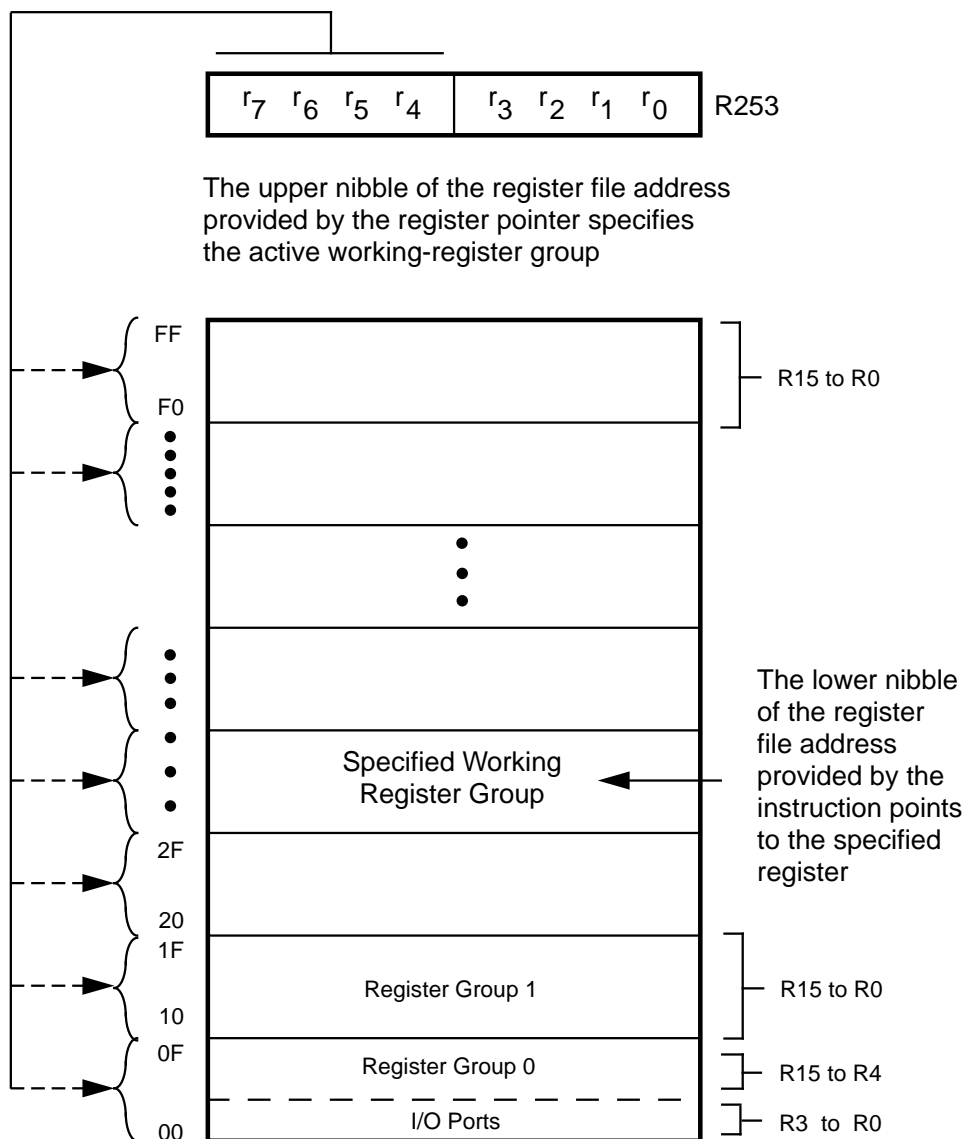 r7 r6 r5 r4 r3 r2 r1 r0 R253
The upper nibble of the register file address
provided by the register pointer specifies
the active working-register group
FF
R15 to R0
F0
The lower nibble
of the register
file address
provided by the
instruction points
to the specified
register
Specified Working
Register Group
2F
20
1F
Register Group 1
R15 to R0
10
0F
Register Group 0
R15 to R4
I/O Ports
R3 to R0
00